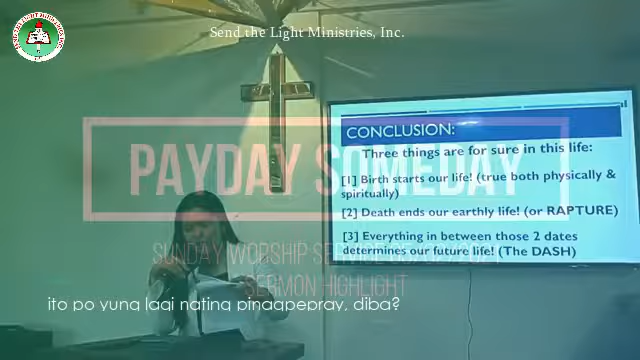 Send the Light Ministries, Inc.
CONCLUSION:
Three things are for sure in this life:
[1] Birth starts our life! (true both physically &
spiritually)
[2] Death ends our earthly life! (or RAPTURE)
[3] Everything in between those 2 dates
determines our future life! (The DASH)
PAYDAY SOMEDAY
SUNDAY WORSHIP SERVICE
SERMON HIGHLIGHT
ito po yung lagi nating pinagpepray, diba?